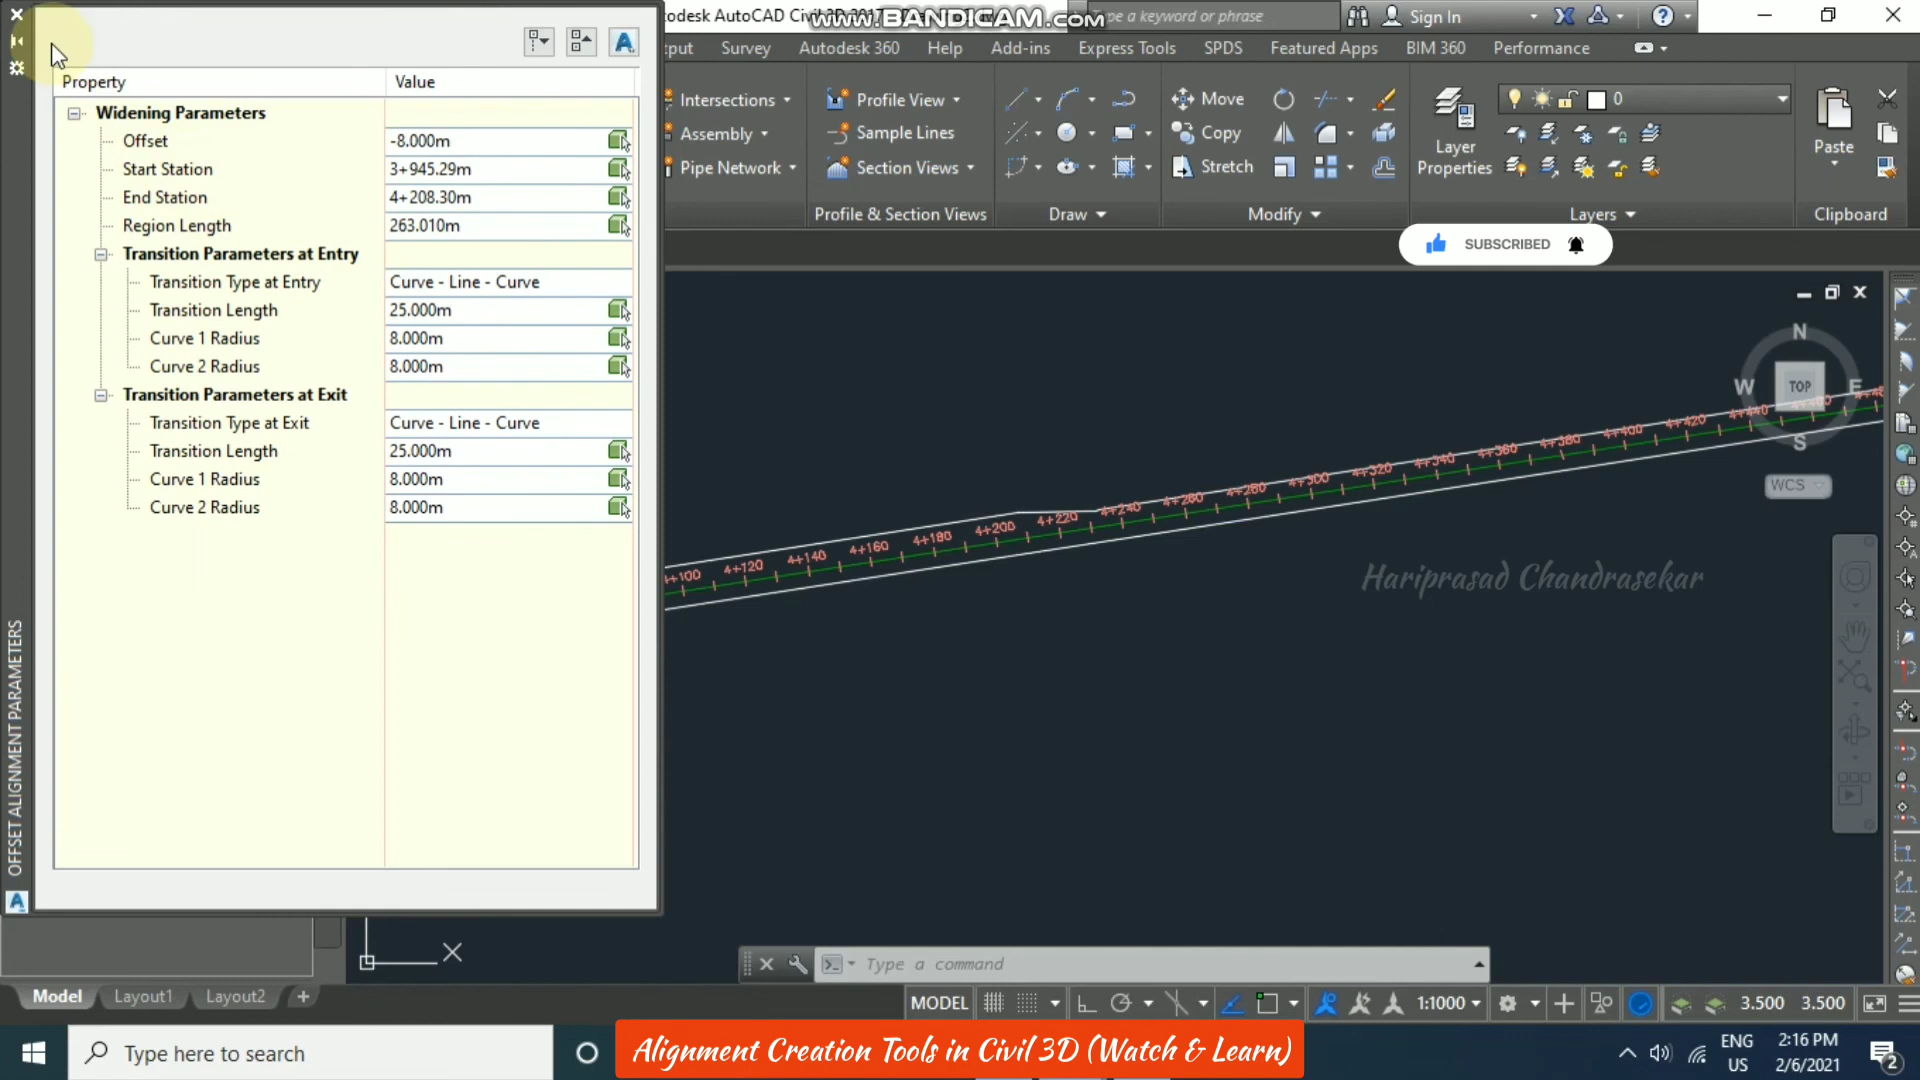 Autodesk AutoCAD Civil 3D 2017
www.BANDICAM.com
Type a keyword or phrase
Sign In
Survey
Autodesk 360
Help
Add-ins
Express Tools
SPDS
Featured Apps
BIM 360
Performance
Property
Value
Widening Parameters
Offset
-8.000m
Start Station
3+945.29m
End Station
4+208.30m
Region Length
263.010m
Transition Parameters at Entry
Transition Type at Entry
Curve - Line - Curve
Transition Length
25.000m
Curve 1 Radius
8.000m
Curve 2 Radius
8.000m
Transition Parameters at Exit
Transition Type at Exit
Curve - Line - Curve
Transition Length
25.000m
Curve 1 Radius
8.000m
Curve 2 Radius
8.000m
OFFSET ALIGNMENT PARAMETERS
Intersections
Assembly
Pipe Network
Profile View
Sample Lines
Section Views
Profile & Section Views
Draw
Move
Copy
Stretch
Modify
Layer
Properties
0
Layers
Paste
Clipboard
SUBSCRIBED
N
W
TOP
E
S
WCS
4+120
4+140
4+160
4+180
4+200
4+220
4+240
4+260
4+280
4+300
4+320
4+340
4+360
4+380
4+400
4+420
4+440
Hariprasad Chandrasekar
X
Type a command
Model
Layout1
Layout2
MODEL
1:1000
3.500
3.500
Type here to search
Alignment Creation Tools in Civil 3D (Watch & Learn)
ENG
US
2:16 PM
2/6/2021
2